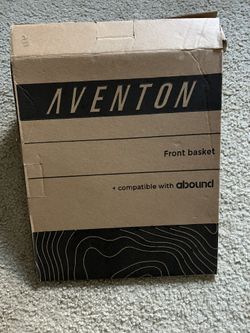 AVENTON
Front basket
+ compatible with abound